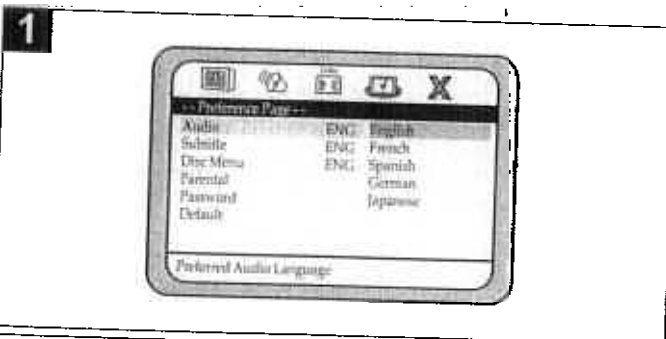 1
-- Preference Page --
Audio ENG English
Subtitle ENG French
Disc Menu ENG Spanish
Parental German
Password Japanese
Default
Preferred Audio Language